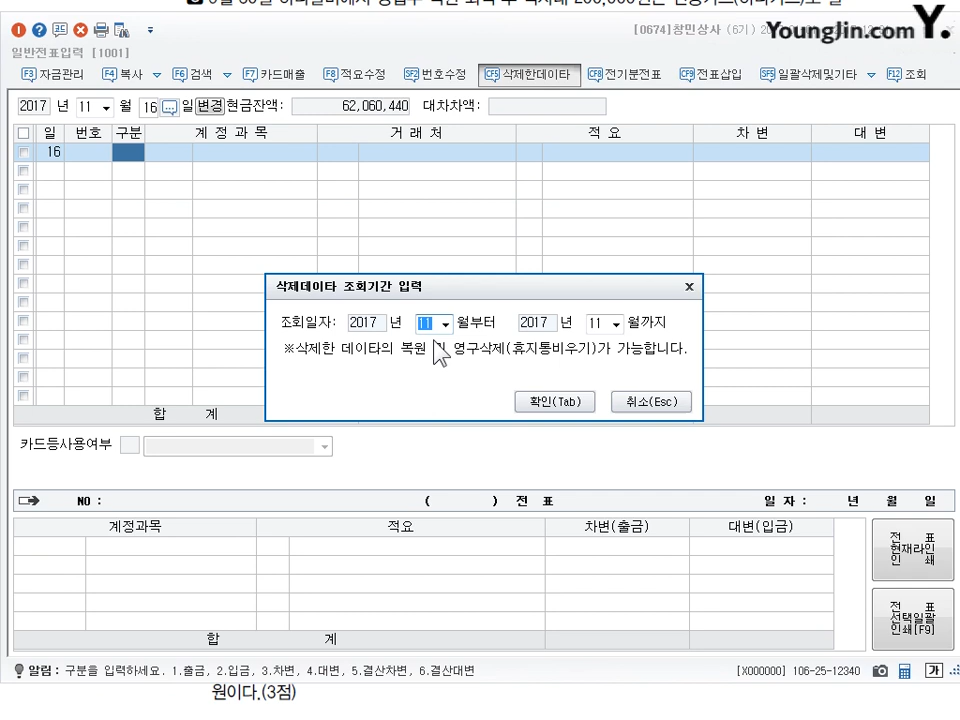 [0674]창민상사 (6기)
YoungJin.com Y.
일반전표입력 [1001]
F3 자금관리 F4 복사 F6 검색 F7 카드매출 F8 적요수정 SF2 번호수정 CF5 삭제한데이타 CF8 전기분전표 CF9 전표삽입 SF5 일괄삭제및기타 F12 조회
2017 년 11 월 16 일 변경 현금잔액: 62,060,440 대차차액:
일 번호 구분 계 정 과 목 거 래 처 적 요 차 변 대 변
16
삭제데이타 조회기간 입력 x
조회일자: 2017 년 11 월부터 2017 년 11 월까지
※삭제한 데이타의 복원 영구삭제(휴지통비우기)가 가능합니다.
확인(Tab) 취소(Esc)
합 계
카드등사용여부
NO : ( ) 전 표 일 자 : 년 월 일
계정과목 적요 차변(출금) 대변(입금)
전 표
현재라인
인 쇄
전 표
선택일괄
인쇄[F9]
합 계
알림 : 구분을 입력하세요. 1.출금, 2.입금, 3.차변, 4.대변, 5.결산차변, 6.결산대변
[X000000] 106-25-12340 가
원이다.(3점)